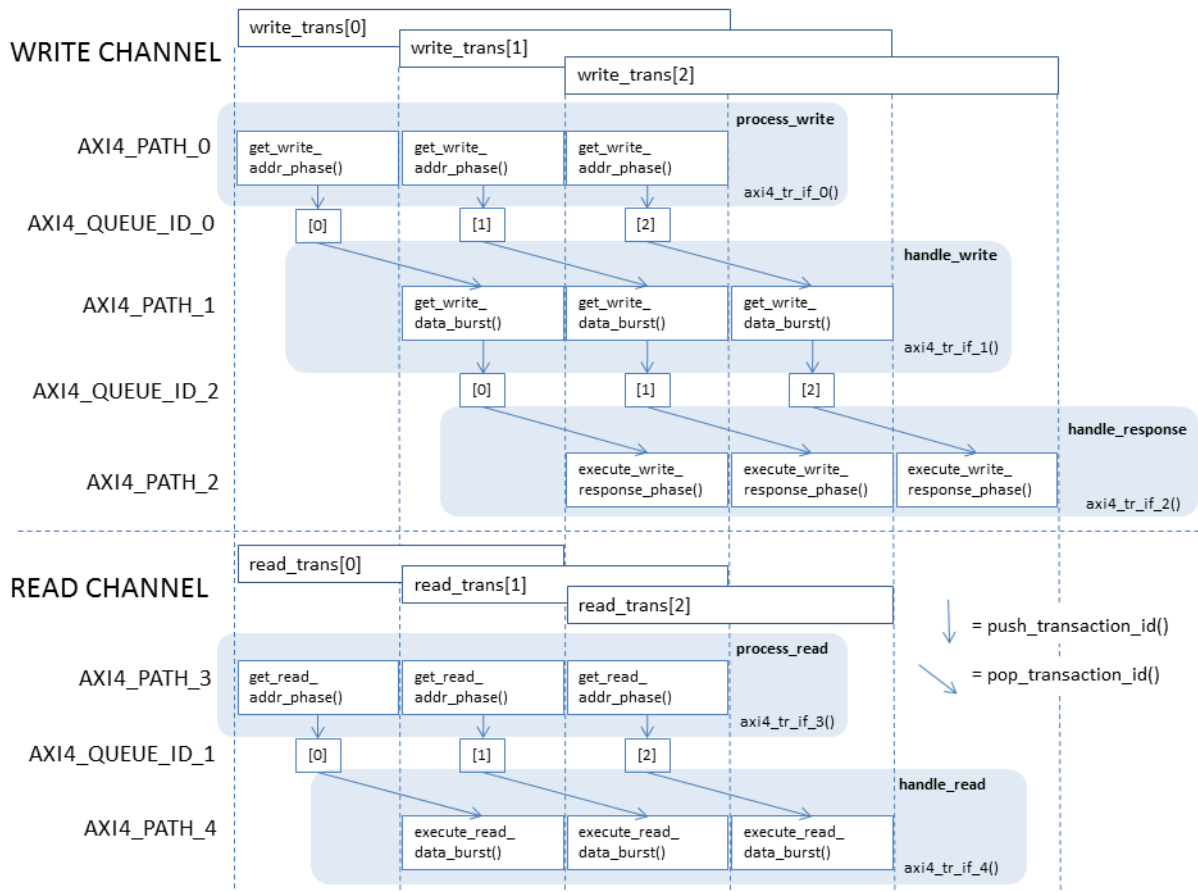 write_trans[0]
WRITE CHANNEL
write_trans[1]
write_trans[2]
process_write
AXI4_PATH_0
get_write_
addr_phase()
get_write_
addr_phase()
get_write_
addr_phase()
axi4_tr_if_0()
AXI4_QUEUE_ID_0
[0]
[1]
[2]
handle_write
AXI4_PATH_1
get_write_
data_burst()
get_write_
data_burst()
get_write_
data_burst()
axi4_tr_if_1()
AXI4_QUEUE_ID_2
[0]
[1]
[2]
handle_response
AXI4_PATH_2
execute_write_
response_phase()
execute_write_
response_phase()
execute_write_
response_phase()
axi4_tr_if_2()
read_trans[0]
READ CHANNEL
read_trans[1]
read_trans[2]
= push_transaction_id()
process_read
= pop_transaction_id()
AXI4_PATH_3
get_read_
addr_phase()
get_read_
addr_phase()
get_read_
addr_phase()
axi4_tr_if_3()
AXI4_QUEUE_ID_1
[0]
[1]
[2]
handle_read
AXI4_PATH_4
execute_read_
data_burst()
execute_read_
data_burst()
execute_read_
data_burst()
axi4_tr_if_4()